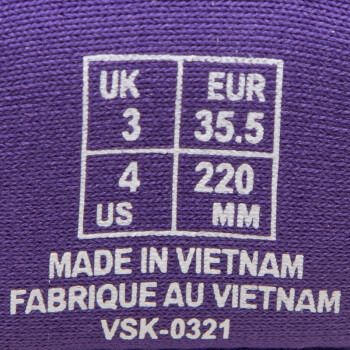 UK EUR
3 35.5
4 220
US MM
MADE IN VIETNAM
FABRIQUE AU VIETNAM
VSK-0321